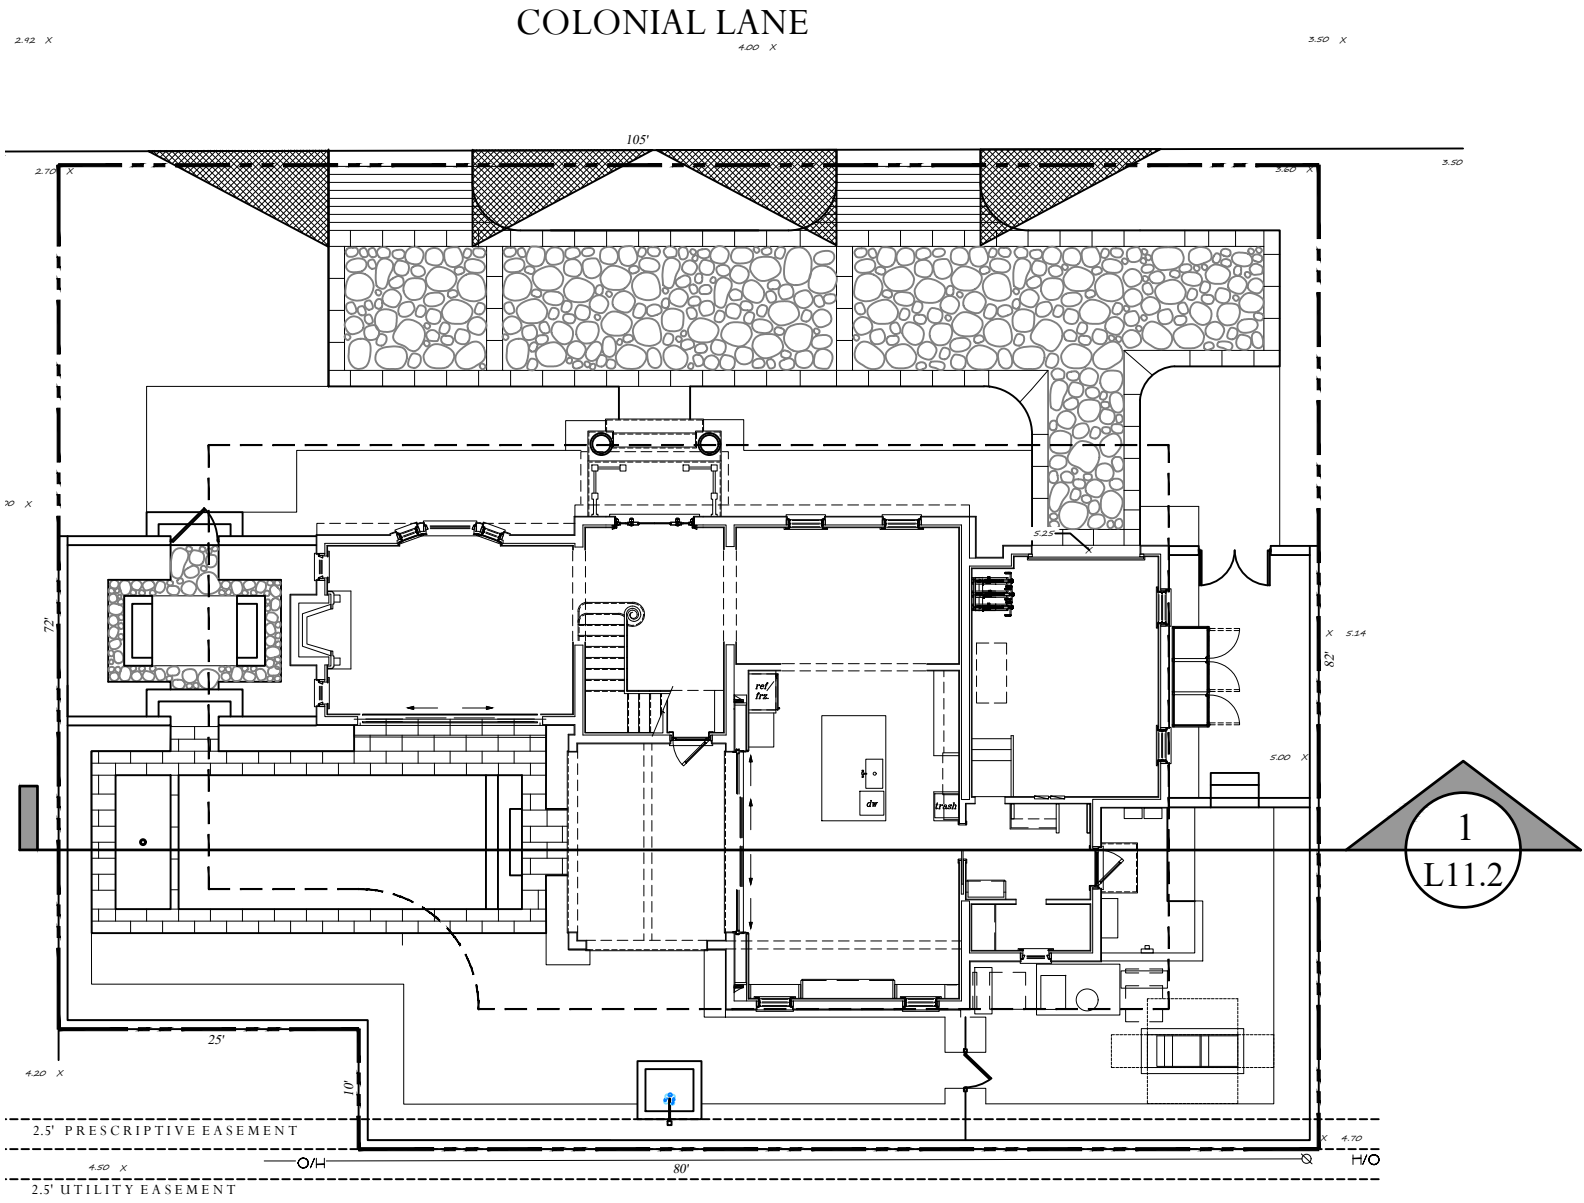 COLONIAL LANE
2.92 X
4.00 X
3.50 X
105'
2.70 X
3.60 X
3.50
00 X
5.25
X
72'
X 5.14
82'
ref/
frz.
5.00 X
dw
trash
1
L11.2
25'
10'
4.20 X
2.5' PRESCRIPTIVE EASEMENT
X 4.70
4.50 X
O/H
80'
H/O
2.5' UTILITY EASEMENT